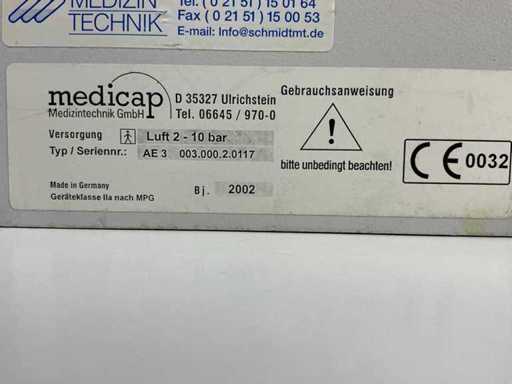 MEDIZIN
TECHNIK
Tel. ( 0 21 51 ) 15 01 64
Fax ( 0 21 51 ) 15 00 53
E-mail: Info@schmidtmt.de
medicap
Medizintechnik GmbH
D 35327 Ulrichstein
Tel. 06645 / 970-0
Versorgung Luft 2 - 10 bar
Typ / Seriennr.: AE 3 003.000.2.0117
Made in Germany
Geräteklasse IIa nach MPG
Bj. 2002
Gebrauchsanweisung
!
bitte unbedingt beachten!
CE 0032